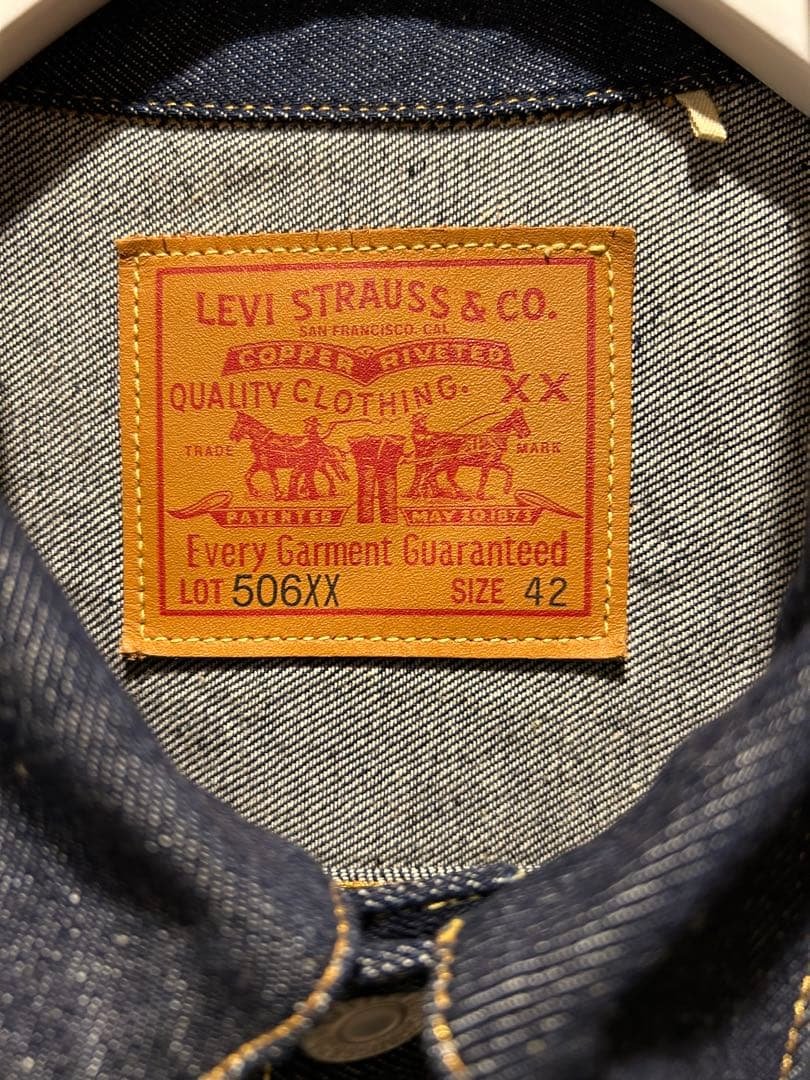 LEVI STRAUSS & CO.
SAN FRANCISCO, CAL.
COPPER RIVETED
QUALITY CLOTHING. XX
TRADE MARK
PATENTED MAY 20, 1873
Every Garment Guaranteed
LOT 506XX SIZE 42